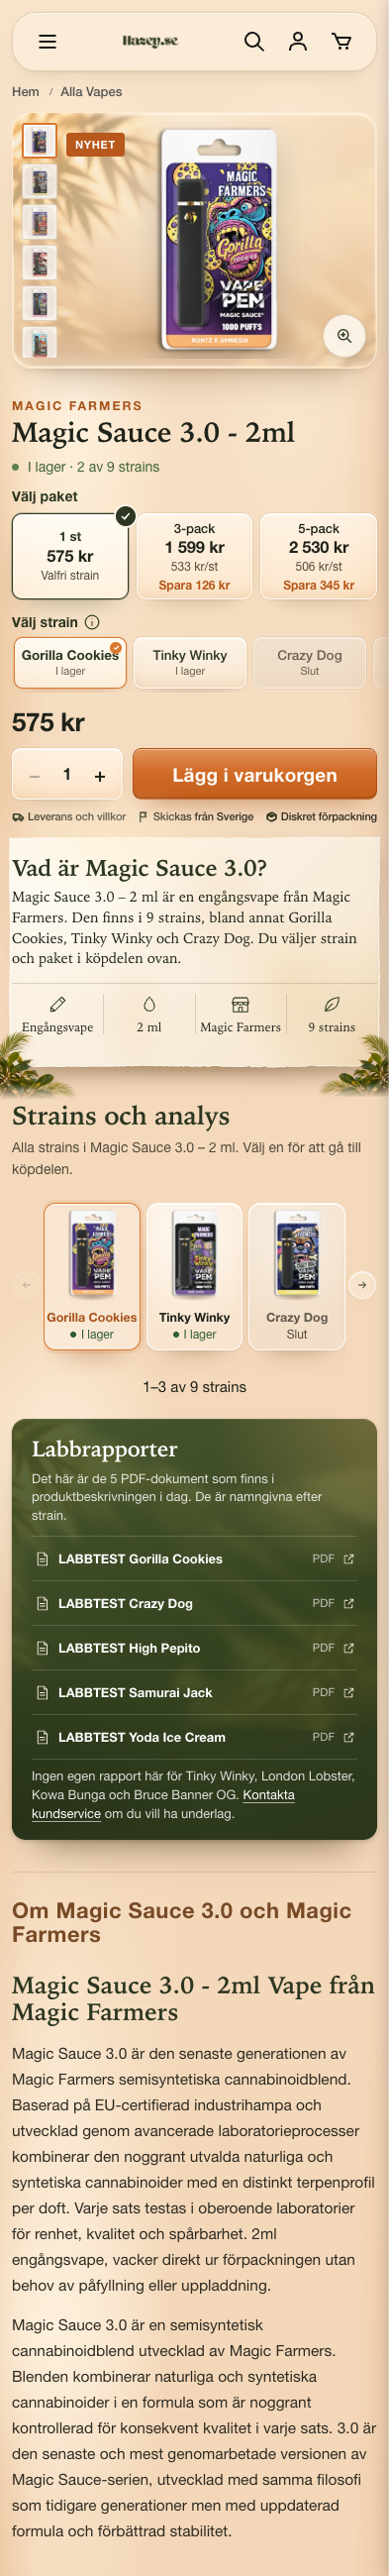 Hazep.se
Hem / Alla Vapes
NYHET
MAGIC
FARMERS
Gorilla
COOKIES
VAPE
PEN
MAGIC SAUCE
1000 PUFFS
RUNTZ X AMNESIA
MAGIC FARMERS
Magic Sauce 3.0 - 2ml
I lager · 2 av 9 strains
Välj paket
1 st
575 kr
Valfri strain
3-pack
1 599 kr
533 kr/st
Spara 126 kr
5-pack
2 530 kr
506 kr/st
Spara 345 kr
Välj strain
Gorilla Cookies
I lager
Tinky Winky
I lager
Crazy Dog
Slut
575 kr
− 1 +
Lägg i varukorgen
Leverans och villkor
Skickas från Sverige
Diskret förpackning
Vad är Magic Sauce 3.0?
Magic Sauce 3.0 – 2 ml är en engångsvape från Magic
Farmers. Den finns i 9 strains, bland annat Gorilla
Cookies, Tinky Winky och Crazy Dog. Du väljer strain
och paket i köpdelen ovan.
Engångsvape
2 ml
Magic Farmers
9 strains
Strains och analys
Alla strains i Magic Sauce 3.0 – 2 ml. Välj en för att gå till
köpdelen.
Gorilla Cookies
I lager
Tinky Winky
I lager
Crazy Dog
Slut
1–3 av 9 strains
Labbrapporter
Det här är de 5 PDF-dokument som finns i
produktbeskrivningen i dag. De är namngivna efter
strain.
LABBTEST Gorilla Cookies PDF
LABBTEST Crazy Dog PDF
LABBTEST High Pepito PDF
LABBTEST Samurai Jack PDF
LABBTEST Yoda Ice Cream PDF
Ingen egen rapport här för Tinky Winky, London Lobster,
Kowa Bunga och Bruce Banner OG. Kontakta
kundservice om du vill ha underlag.
Om Magic Sauce 3.0 och Magic
Farmers
Magic Sauce 3.0 - 2ml Vape från
Magic Farmers
Magic Sauce 3.0 är den senaste generationen av
Magic Farmers semisyntetiska cannabinoidblend.
Baserad på EU-certifierad industrihampa och
utvecklad genom avancerade laboratorieprocesser
kombinerar den noggrant utvalda naturliga och
syntetiska cannabinoider med en distinkt terpenprofil
per doft. Varje sats testas i oberoende laboratorier
för renhet, kvalitet och spårbarhet. 2ml
engångsvape, vacker direkt ur förpackningen utan
behov av påfyllning eller uppladdning.
Magic Sauce 3.0 är en semisyntetisk
cannabinoidblend utvecklad av Magic Farmers.
Blenden kombinerar naturliga och syntetiska
cannabinoider i en formula som är noggrant
kontrollerad för konsekvent kvalitet i varje sats. 3.0 är
den senaste och mest genomarbetade versionen av
Magic Sauce-serien, utvecklad med samma filosofi
som tidigare generationer men med uppdaterad
formula och förbättrad stabilitet.